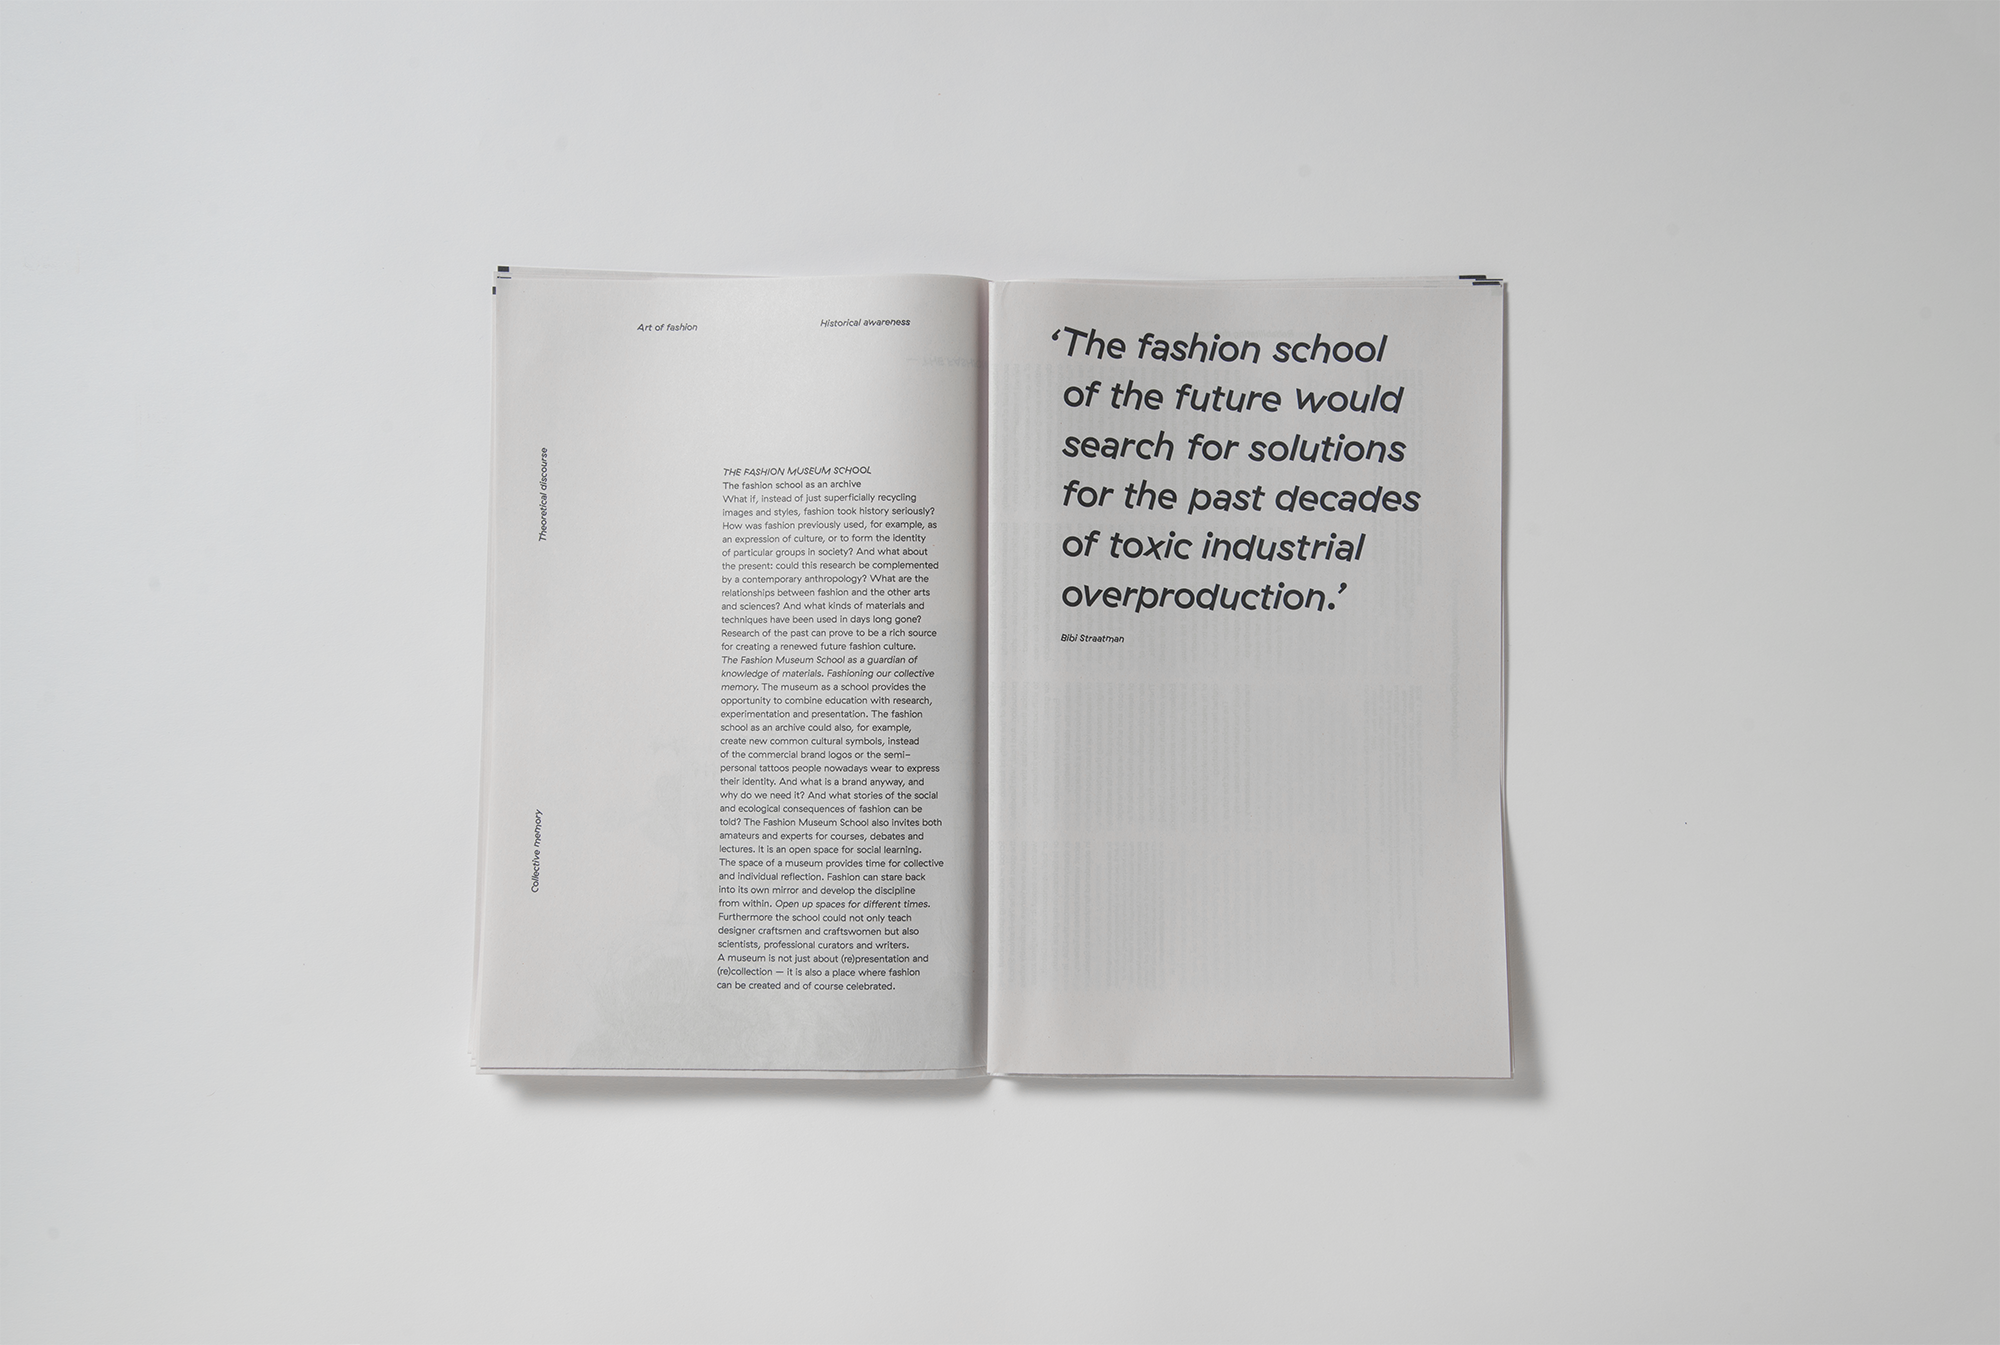 Art of fashion
Historical awareness
Theoretical discourse
Collective memory
THE FASHION MUSEUM SCHOOL
The fashion school as an archive
What if, instead of just superficially recycling
images and styles, fashion took history seriously?
How was fashion previously used, for example, as
an expression of culture, or to form the identity
of particular groups in society? And what about
the present: could this research be complemented
by a contemporary anthropology? What are the
relationships between fashion and the other arts
and sciences? And what kinds of materials and
techniques have been used in days long gone?
Research of the past can prove to be a rich source
for creating a renewed future fashion culture.
The Fashion Museum School as a guardian of
knowledge of materials. Fashioning our collective
memory. The museum as a school provides the
opportunity to combine education with research,
experimentation and presentation. The fashion
school as an archive could also, for example,
create new common cultural symbols, instead
of the commercial brand logos or the semi–
personal tattoos people nowadays wear to express
their identity. And what is a brand anyway, and
why do we need it? And what stories of the social
and ecological consequences of fashion can be
told? The Fashion Museum School also invites both
amateurs and experts for courses, debates and
lectures. It is an open space for social learning.
The space of a museum provides time for collective
and individual reflection. Fashion can stare back
into its own mirror and develop the discipline
from within. Open up spaces for different times.
Furthermore the school could not only teach
designer craftsmen and craftswomen but also
scientists, professional curators and writers.
A museum is not just about (re)presentation and
(re)collection — it is also a place where fashion
can be created and of course celebrated.
‘The fashion school
of the future would
search for solutions
for the past decades
of toxic industrial
overproduction.’
Bibi Straatman